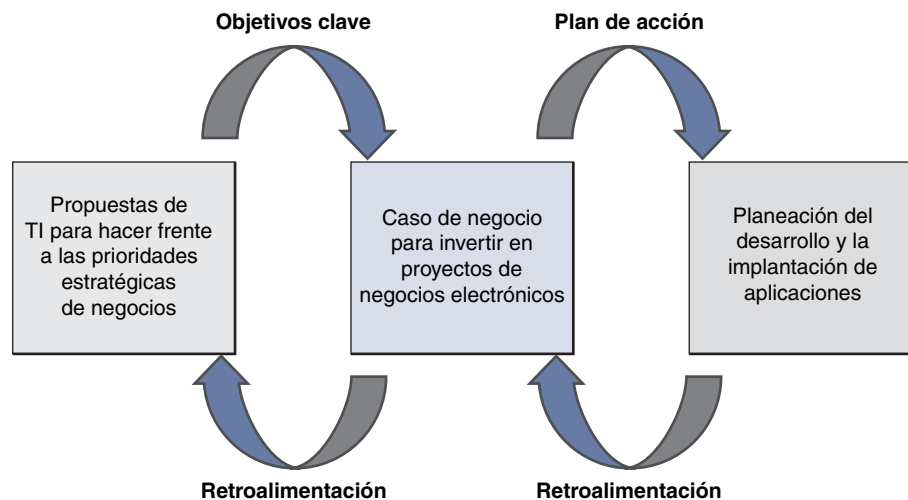 Objetivos clave
Plan de acción
Propuestas de
TI para hacer frente
a las prioridades
estratégicas
de negocios
Caso de negocio
para invertir en
proyectos de
negocios electrónicos
Planeación del
desarrollo y la
implantación de
aplicaciones
Retroalimentación
Retroalimentación